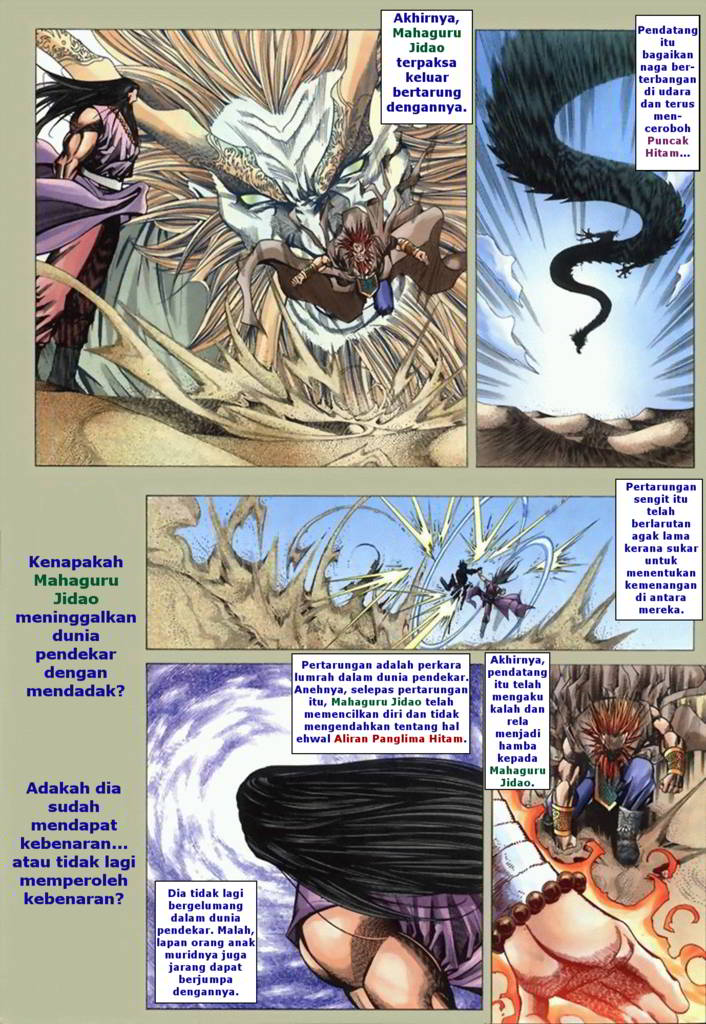 Akhirnya,
Mahaguru
Jidao
terpaksa
keluar
bertarung
dengannya.
Pendatang
itu
bagaikan
naga ber-
terbangan
di udara
dan terus
men-
ceroboh
Puncak
Hitam...
Pertarungan
sengit itu
telah
berlarutan
agak lama
kerana sukar
untuk
menentukan
kemenangan
di antara
mereka.
Kenapakah
Mahaguru
Jidao
meninggalkan
dunia
pendekar
dengan
mendadak?
Pertarungan adalah perkara
lumrah dalam dunia pendekar.
Anehnya, selepas pertarungan
itu, Mahaguru Jidao telah
memencilkan diri dan tidak
mengendahkan tentang hal
ehwal Aliran Panglima Hitam.
Akhirnya,
pendatang
itu telah
mengaku
kalah dan
rela
menjadi
hamba
kepada
Mahaguru
Jidao.
Adakah dia
sudah
mendapat
kebenaran...
atau tidak lagi
memperoleh
kebenaran?
Dia tidak lagi
bergelumang
dalam dunia
pendekar. Malah,
lapan orang anak
muridnya juga
jarang dapat
berjumpa
dengannya.